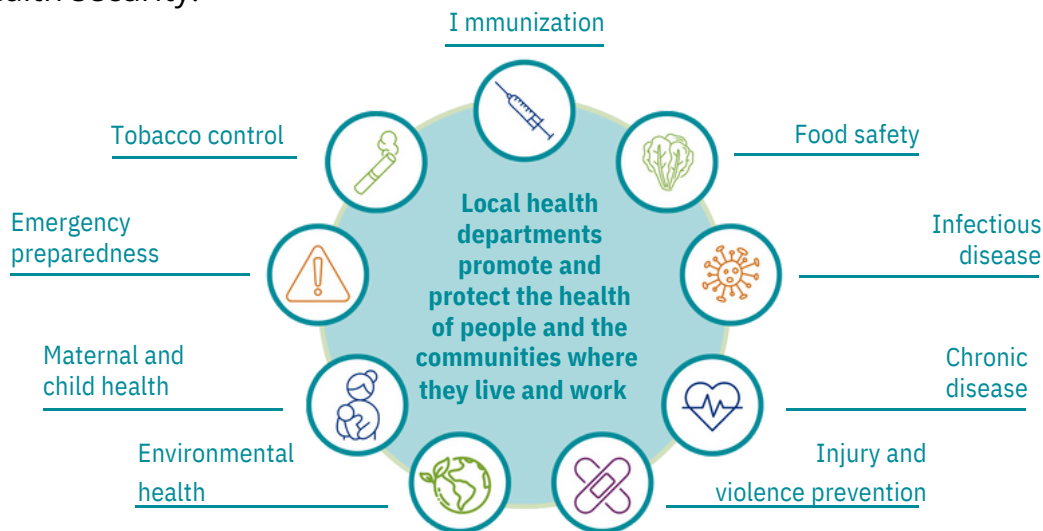 Security.
I mmunization
Tobacco control
Food safety
Emergency
preparedness
Infectious
disease
Maternal and
child health
Chronic
disease
Environmental
health
Injury and
violence prevention
Local health
departments
promote and
protect the health
of people and the
communities where
they live and work